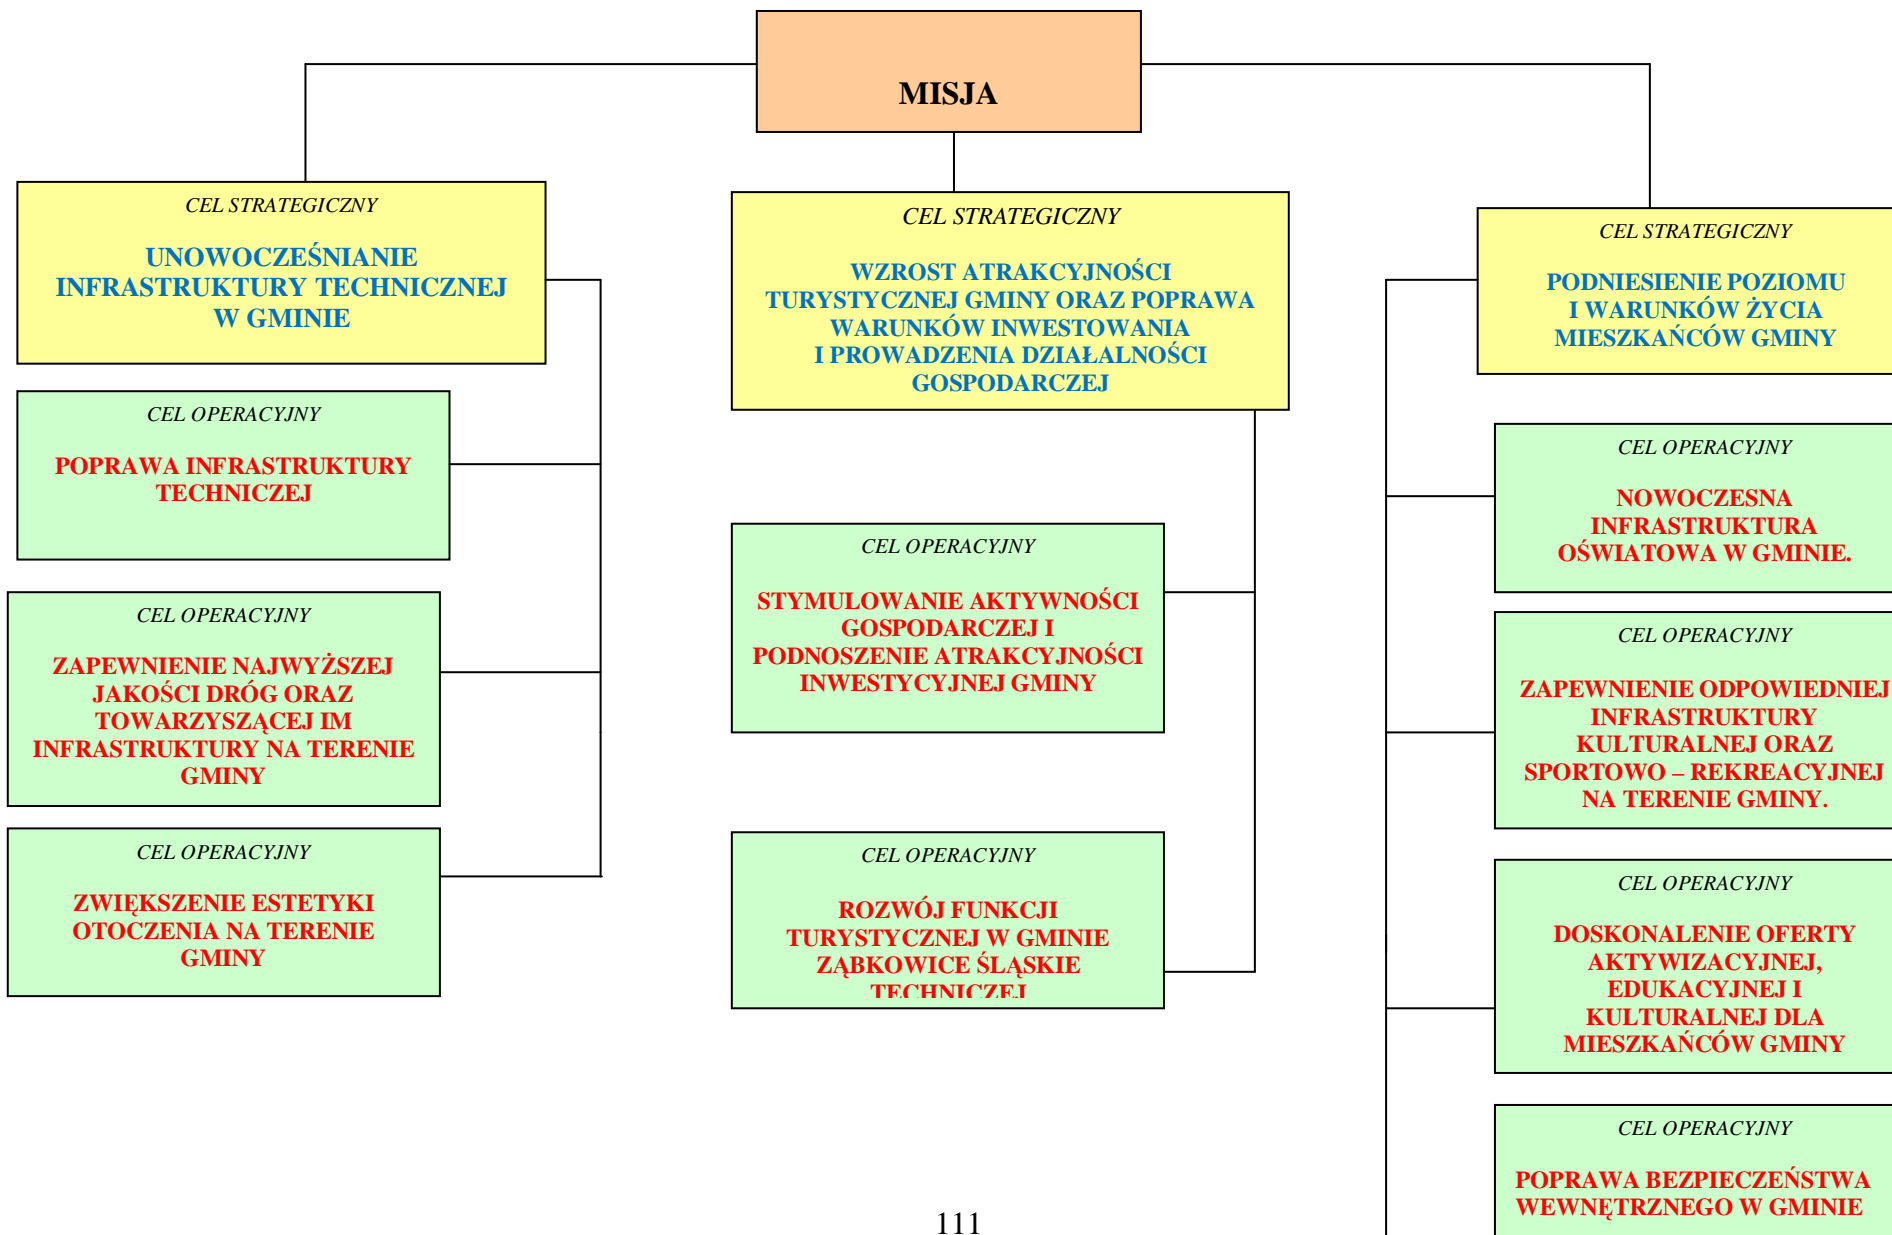 MISJA
CEL STRATEGICZNY
UNOWOCZEŚNIANIE
INFRASTRUKTURY TECHNICZNEJ
W GMINIE
CEL OPERACYJNY
POPRAWA INFRASTRUKTURY
TECHNICZEJ
CEL OPERACYJNY
ZAPEWNIENIE NAJWYŻSZEJ
JAKOŚCI DRÓG ORAZ
TOWARZYSZĄCEJ IM
INFRASTRUKTURY NA TERENIE
GMINY
CEL OPERACYJNY
ZWIĘKSZENIE ESTETYKI
OTOCZENIA NA TERENIE
GMINY
CEL STRATEGICZNY
WZROST ATRAKCYJNOŚCI
TURYSTYCZNEJ GMINY ORAZ POPRAWA
WARUNKÓW INWESTOWANIA
I PROWADZENIA DZIAŁALNOŚCI
GOSPODARCZEJ
CEL OPERACYJNY
STYMULOWANIE AKTYWNOŚCI
GOSPODARCZEJ I
PODNOSZENIE ATRAKCYJNOŚCI
INWESTYCYJNEJ GMINY
CEL OPERACYJNY
ROZWÓJ FUNKCJI
TURYSTYCZNEJ W GMINIE
ZĄBKOWICE ŚLĄSKIE
TECHNICZEJ
CEL STRATEGICZNY
PODNIESIENIE POZIOMU
I WARUNKÓW ŻYCIA
MIESZKAŃCÓW GMINY
CEL OPERACYJNY
NOWOCZESNA
INFRASTRUKTURA
OŚWIATOWA W GMINIE.
CEL OPERACYJNY
ZAPEWNIENIE ODPOWIEDNIEJ
INFRASTRUKTURY
KULTURALNEJ ORAZ
SPORTOWO – REKREACYJNEJ
NA TERENIE GMINY.
CEL OPERACYJNY
DOSKONALENIE OFERTY
AKTYWIZACYJNEJ,
EDUKACYJNEJ I
KULTURALNEJ DLA
MIESZKAŃCÓW GMINY
CEL OPERACYJNY
POPRAWA BEZPIECZEŃSTWA
WEWNĘTRZNEGO W GMINIE
111